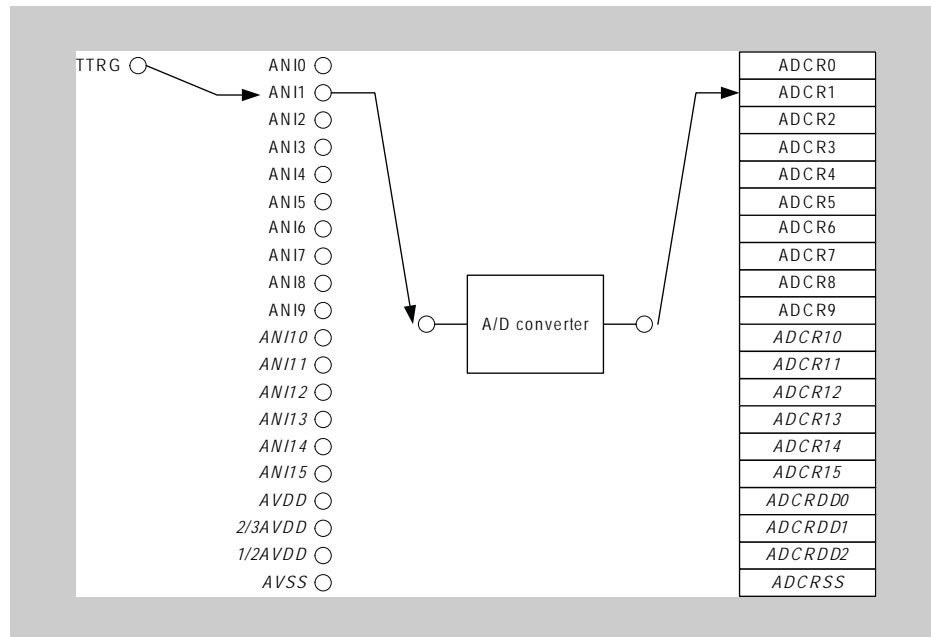 TTRG
ANI0
ANI1
ANI2
ANI3
ANI4
ANI5
ANI6
ANI7
ANI8
ANI9
ANI10
ANI11
ANI12
ANI13
ANI14
ANI15
AVDD
2/3AVDD
1/2AVDD
AVSS
A/D converter
ADCR0
ADCR1
ADCR2
ADCR3
ADCR4
ADCR5
ADCR6
ADCR7
ADCR8
ADCR9
ADCR10
ADCR11
ADCR12
ADCR13
ADCR14
ADCR15
ADCRDD0
ADCRDD1
ADCRDD2
ADCRSS